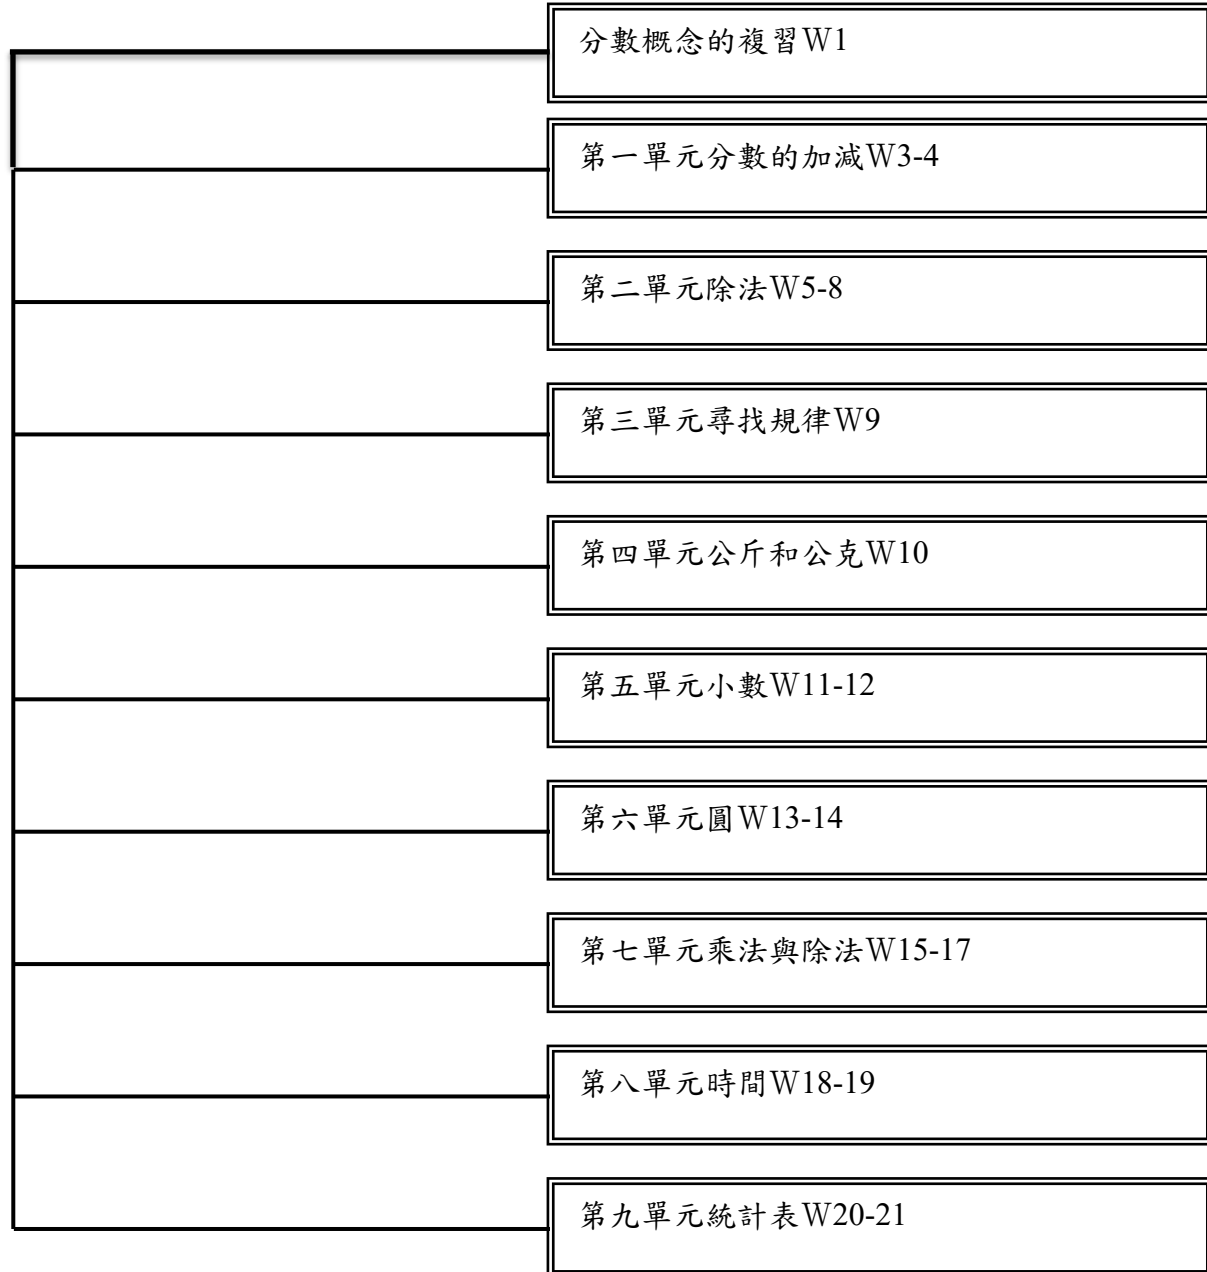 分數概念的複習W1
第一單元分數的加減W3-4
第二單元除法W5-8
第三單元尋找規律W9
第四單元公斤和公克W10
第五單元小數W11-12
第六單元圓W13-14
第七單元乘法與除法W15-17
第八單元時間W18-19
第九單元統計表W20-21